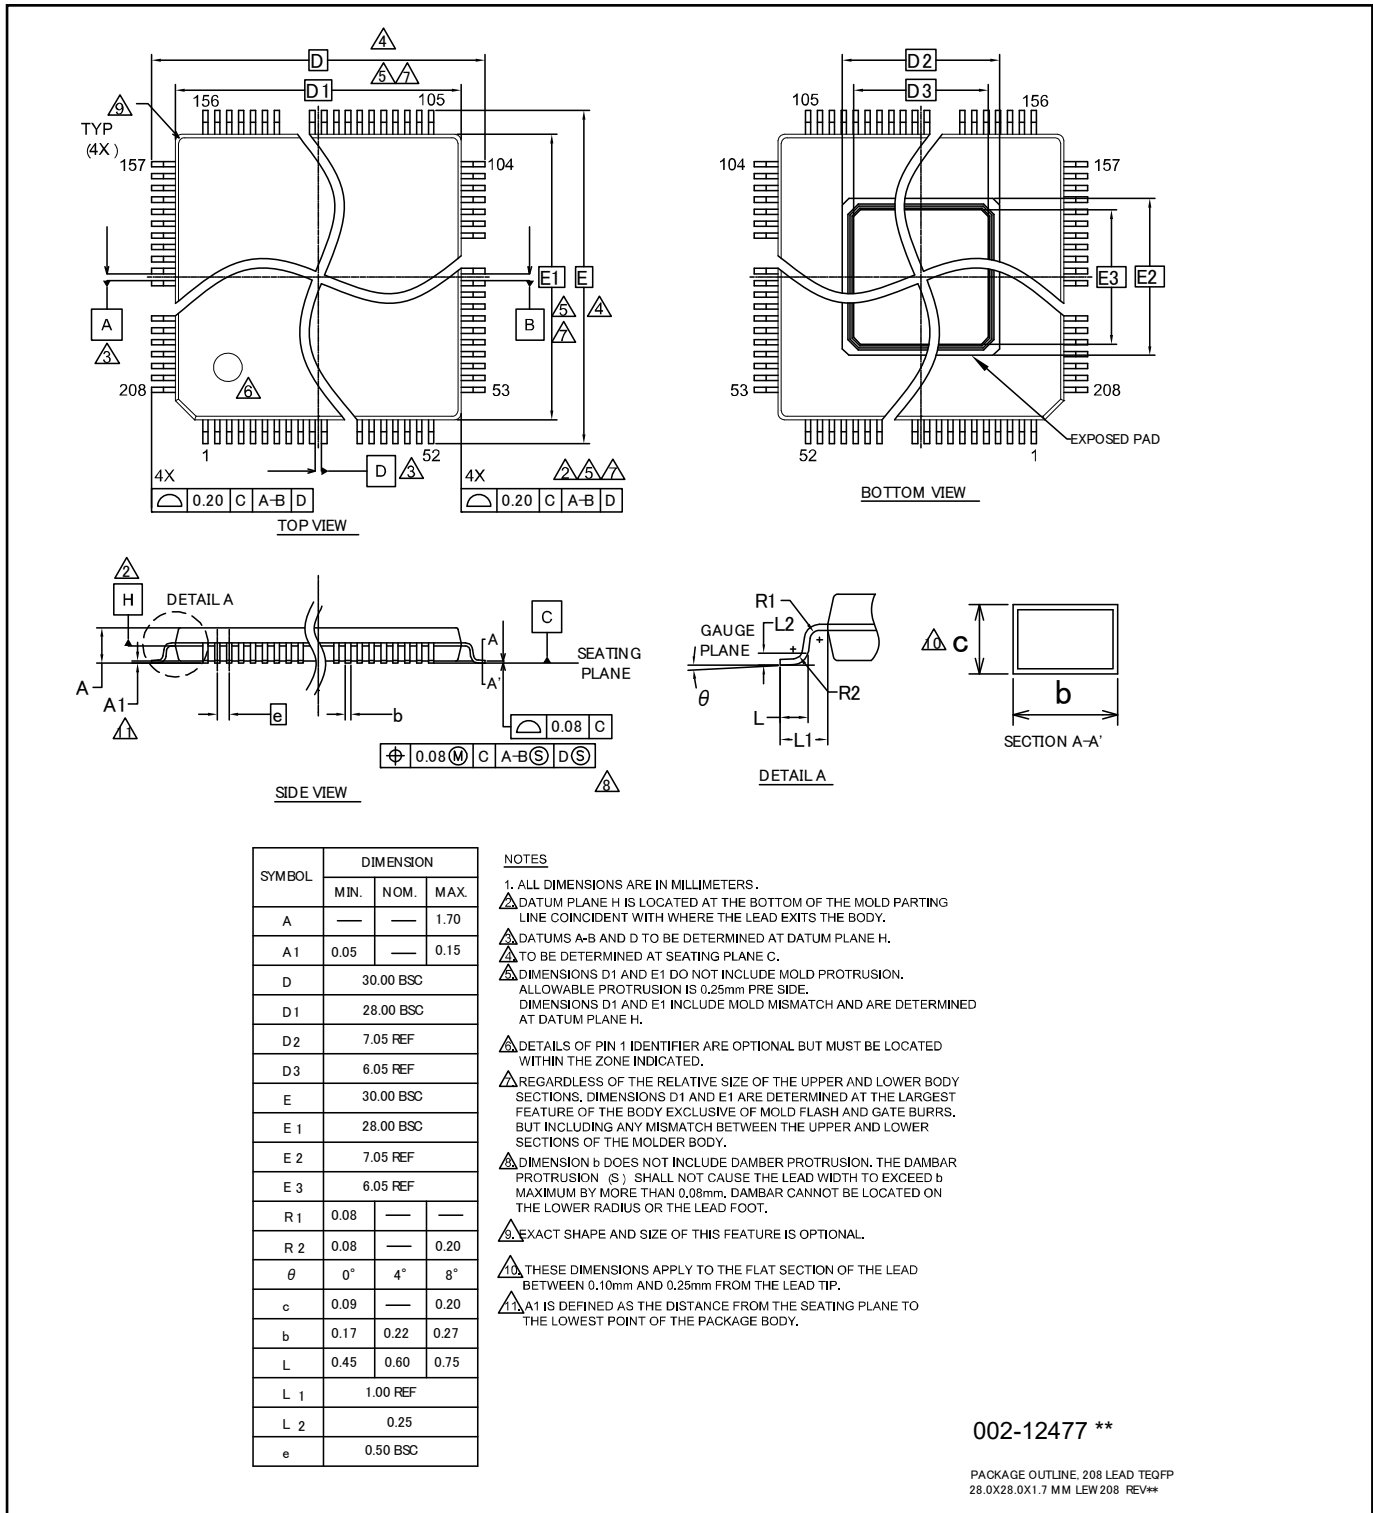 4
D
D2
5 7
D1
D3
9
156
105
105
156
TYP
(4X)
157
104
104
157
E1
E
E3
E2
A
B
5
4
3
7
208
6
53
53
208
EXPOSED PAD
1
52
52
1
D
3
4X
4X
2 5 7
0.20 C A-B D
0.20 C A-B D
TOP VIEW
BOTTOM VIEW
2
H
DETAIL A
C
A
SEATING
PLANE
A
A'
A1
11
e
b
0.08 C
0.08 M C A-B S D S
8
SIDE VIEW
R1
L2
GAUGE
PLANE
θ
R2
L
L1
DETAIL A
10
c
b
SECTION A-A'
SYMBOL DIMENSION
MIN. NOM. MAX.
A — — 1.70
A1 0.05 — 0.15
D 30.00 BSC
D1 28.00 BSC
D2 7.05 REF
D3 6.05 REF
E 30.00 BSC
E 1 28.00 BSC
E 2 7.05 REF
E 3 6.05 REF
R 1 0.08 — —
R 2 0.08 — 0.20
θ 0° 4° 8°
c 0.09 — 0.20
b 0.17 0.22 0.27
L 0.45 0.60 0.75
L 1 1.00 REF
L 2 0.25
e 0.50 BSC
NOTES
1. ALL DIMENSIONS ARE IN MILLIMETERS.
2. DATUM PLANE H IS LOCATED AT THE BOTTOM OF THE MOLD PARTING
LINE COINCIDENT WITH WHERE THE LEAD EXITS THE BODY.
3. DATUMS A-B AND D TO BE DETERMINED AT DATUM PLANE H.
4. TO BE DETERMINED AT SEATING PLANE C.
5. DIMENSIONS D1 AND E1 DO NOT INCLUDE MOLD PROTRUSION.
ALLOWABLE PROTRUSION IS 0.25mm PRE SIDE.
DIMENSIONS D1 AND E1 INCLUDE MOLD MISMATCH AND ARE DETERMINED
AT DATUM PLANE H.
6. DETAILS OF PIN 1 IDENTIFIER ARE OPTIONAL BUT MUST BE LOCATED
WITHIN THE ZONE INDICATED.
7. REGARDLESS OF THE RELATIVE SIZE OF THE UPPER AND LOWER BODY
SECTIONS. DIMENSIONS D1 AND E1 ARE DETERMINED AT THE LARGEST
FEATURE OF THE BODY EXCLUSIVE OF MOLD FLASH AND GATE BURRS.
BUT INCLUDING ANY MISMATCH BETWEEN THE UPPER AND LOWER
SECTIONS OF THE MOLDER BODY.
8. DIMENSION b DOES NOT INCLUDE DAMBER PROTRUSION. THE DAMBAR
PROTRUSION (S) SHALL NOT CAUSE THE LEAD WIDTH TO EXCEED b
MAXIMUM BY MORE THAN 0.08mm. DAMBAR CANNOT BE LOCATED ON
THE LOWER RADIUS OR THE LEAD FOOT.
9. EXACT SHAPE AND SIZE OF THIS FEATURE IS OPTIONAL.
10. THESE DIMENSIONS APPLY TO THE FLAT SECTION OF THE LEAD
BETWEEN 0.10mm AND 0.25mm FROM THE LEAD TIP.
11. A1 IS DEFINED AS THE DISTANCE FROM THE SEATING PLANE TO
THE LOWEST POINT OF THE PACKAGE BODY.
002-12477 **
PACKAGE OUTLINE, 208 LEAD TEQFP
28.0X28.0X1.7 MM LEW208 REV**